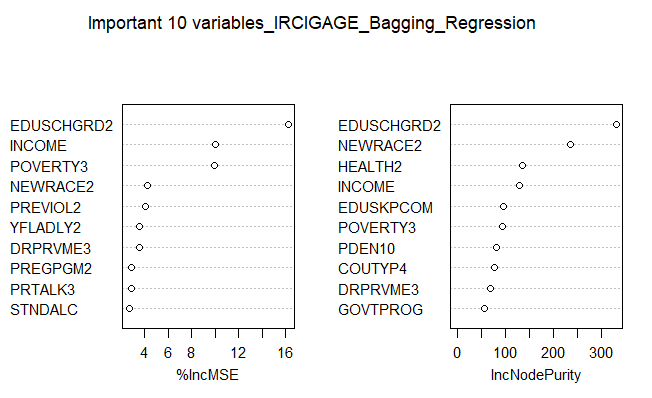 Important 10 variables_IRCIGAGE_Bagging_Regression
EDUSCHGRD2
INCOME
POVERTY3
NEWRACE2
PREVIOL2
YFLADLY2
DRPRVME3
PREGPGM2
PRTALK3
STNDALC
4 6 8 12 16
%IncMSE
EDUSCHGRD2
NEWRACE2
HEALTH2
INCOME
EDUSKPCOM
POVERTY3
PDEN10
COUTYP4
DRPRVME3
GOVTPROG
0 100 200 300
IncNodePurity